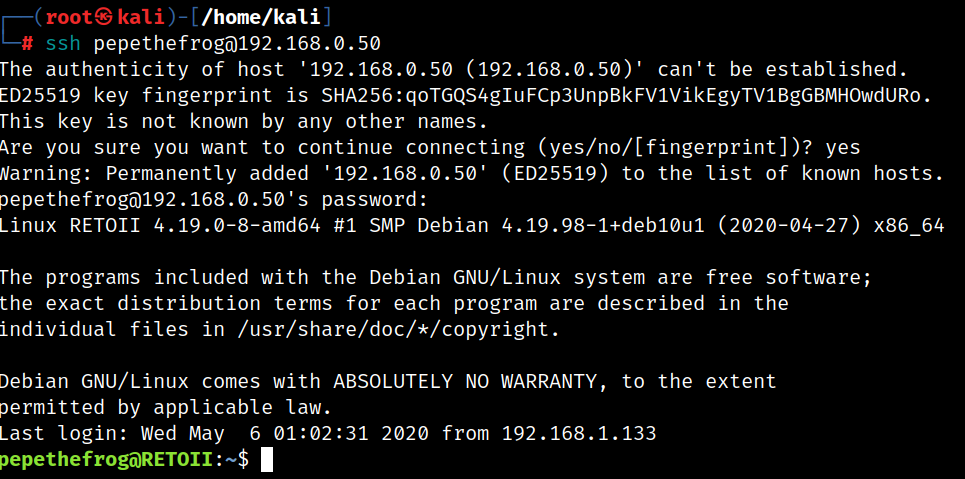 ┌──(root㉿kali)-[/home/kali]
└─# ssh pepethefrog@192.168.0.50
The authenticity of host '192.168.0.50 (192.168.0.50)' can't be established.
ED25519 key fingerprint is SHA256:qoTGQS4gIuFCp3UnpBkFV1VikEgyTV1BgGBMHOwdURo.
This key is not known by any other names.
Are you sure you want to continue connecting (yes/no/[fingerprint])? yes
Warning: Permanently added '192.168.0.50' (ED25519) to the list of known hosts.
pepethefrog@192.168.0.50's password:
Linux RETOII 4.19.0-8-amd64 #1 SMP Debian 4.19.98-1+deb10u1 (2020-04-27) x86_64
The programs included with the Debian GNU/Linux system are free software;
the exact distribution terms for each program are described in the
individual files in /usr/share/doc/*/copyright.
Debian GNU/Linux comes with ABSOLUTELY NO WARRANTY, to the extent
permitted by applicable law.
Last login: Wed May  6 01:02:31 2020 from 192.168.1.133
pepethefrog@RETOII:~$